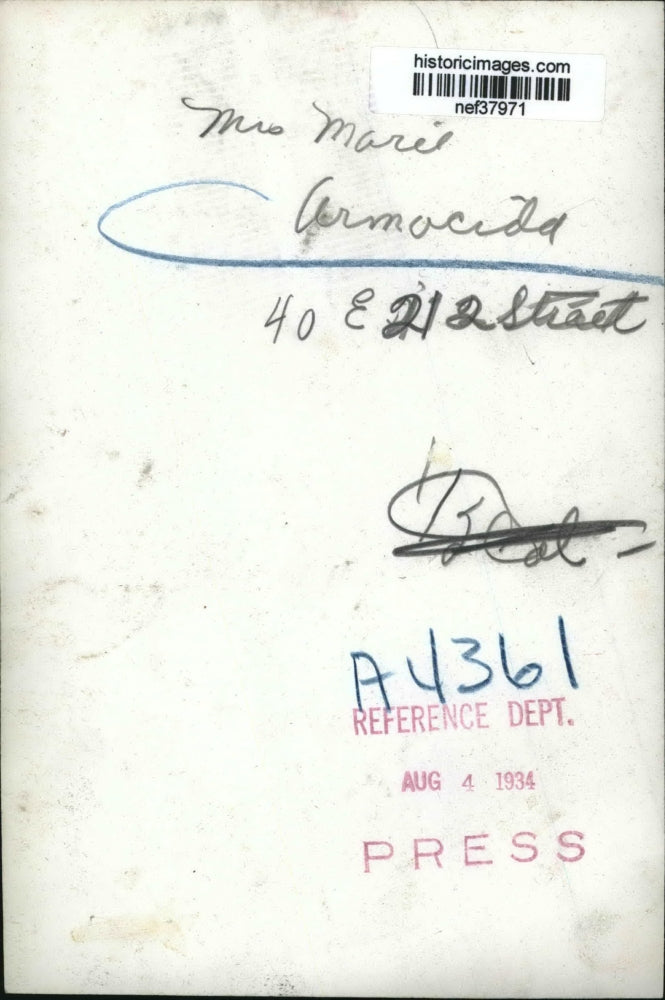 historicimages.com
nef37971
Mrs Marie
Armocida
40 E 212 Street
A4361
REFERENCE DEPT.
AUG 4 1934
PRESS